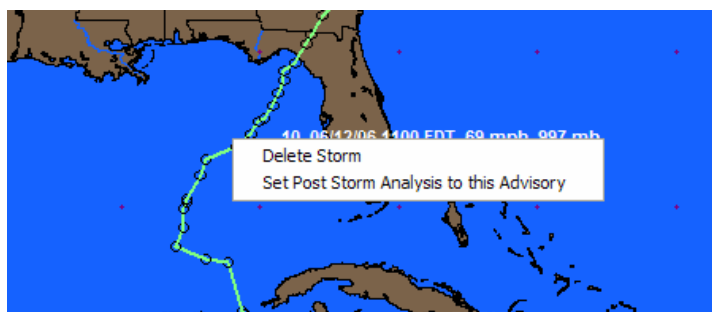 10, 06/12/06 1100 EDT, 69 mph, 997 mb
Delete Storm
Set Post Storm Analysis to this Advisory